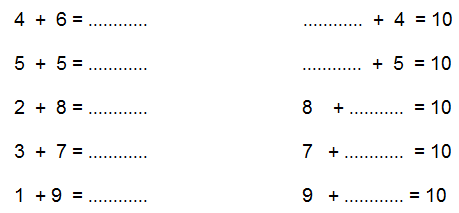 4 + 6 = ............ ............ + 4 = 10
5 + 5 = ............ ............ + 5 = 10
2 + 8 = ............ 8 + ........... = 10
3 + 7 = ............ 7 + ............ = 10
1 + 9 = ............ 9 + ............ = 10